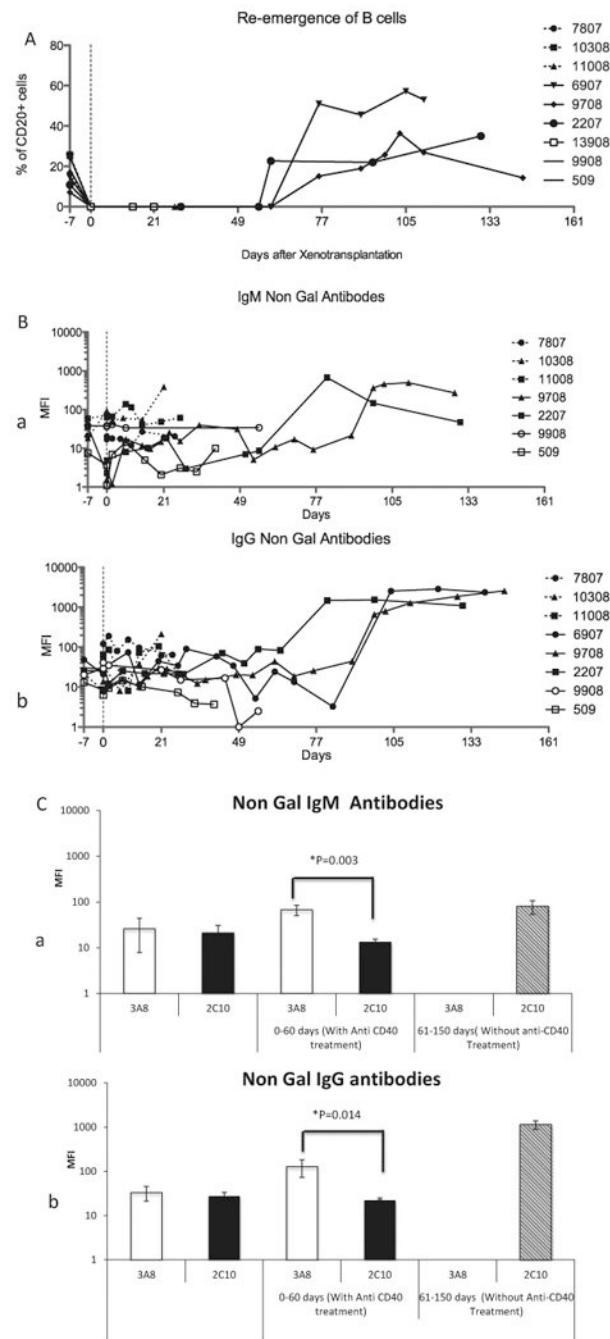 Re-emergence of B cells
A
% of CD20+ cells
80
60
40
20
0
-7 0 21 49 77 105 133 161
Days after Xenotransplantation
7807
10308
11008
6907
9708
2207
13908
9908
509
IgM Non Gal Antibodies
B
a
MFI
10000
1000
100
10
1
-7 0 21 49 77 105 133 161
Days
7807
10308
11008
9708
2207
9908
509
IgG Non Gal Antibodies
b
MFI
10000
1000
100
10
1
-7 0 21 49 77 105 133 161
Days
7807
10308
11008
6907
9708
2207
9908
509
C
Non Gal IgM Antibodies
a
MFI
10000
1000
100
10
1
*P=0.003
3A8 2C10 3A8 2C10 3A8 2C10
0-60 days (With Anti CD40 treatment) 61-150 days( Without anti-CD40 Treatment)
Non Gal IgG antibodies
b
MFI
10000
1000
100
10
1
*P=0.014
3A8 2C10 3A8 2C10 3A8 2C10
0-60 days (With Anti CD40 treatment) 61-150 days (Without Anti-CD40 Treatment)